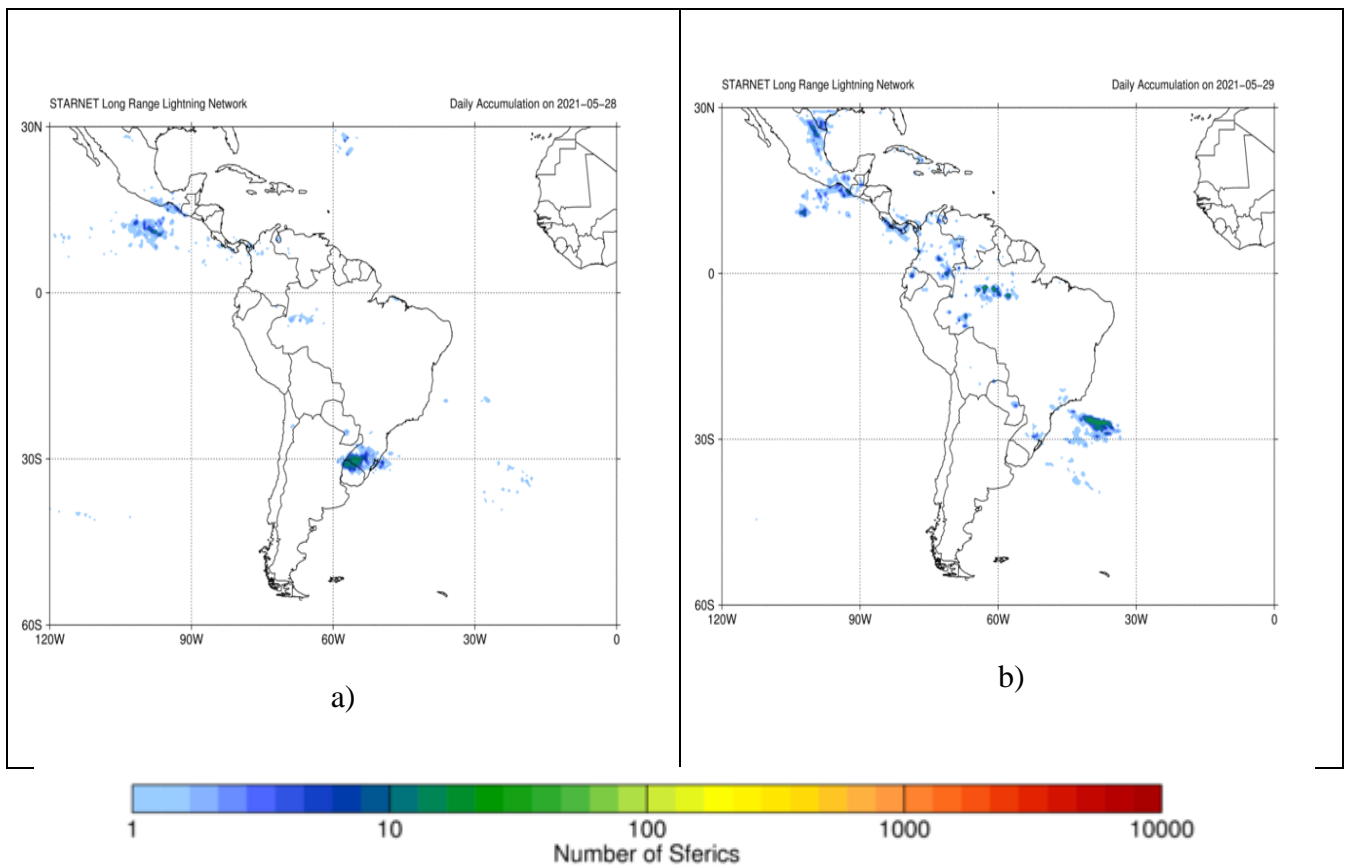 STARNET Long Range Lightning Network Daily Accumulation on 2021-05-28
30N
0
30S
60S
120W 90W 60W 30W 0
a)
STARNET Long Range Lightning Network Daily Accumulation on 2021-05-29
30N
0
30S
60S
120W 90W 60W 30W 0
b)
1 10 100 1000 10000
Number of Sferics